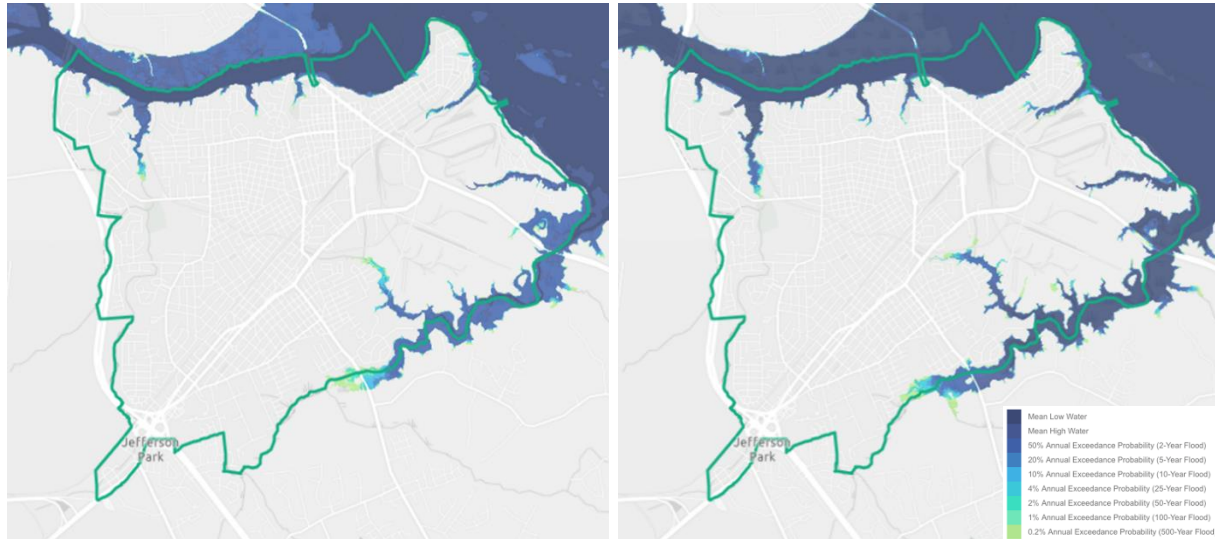 Jefferson
Park
Jefferson
Park
Mean Low Water
Mean High Water
50% Annual Exceedance Probability (2-Year Flood)
20% Annual Exceedance Probability (5-Year Flood)
10% Annual Exceedance Probability (10-Year Flood)
4% Annual Exceedance Probability (25-Year Flood)
2% Annual Exceedance Probability (50-Year Flood)
1% Annual Exceedance Probability (100-Year Flood)
0.2% Annual Exceedance Probability (500-Year Flood)